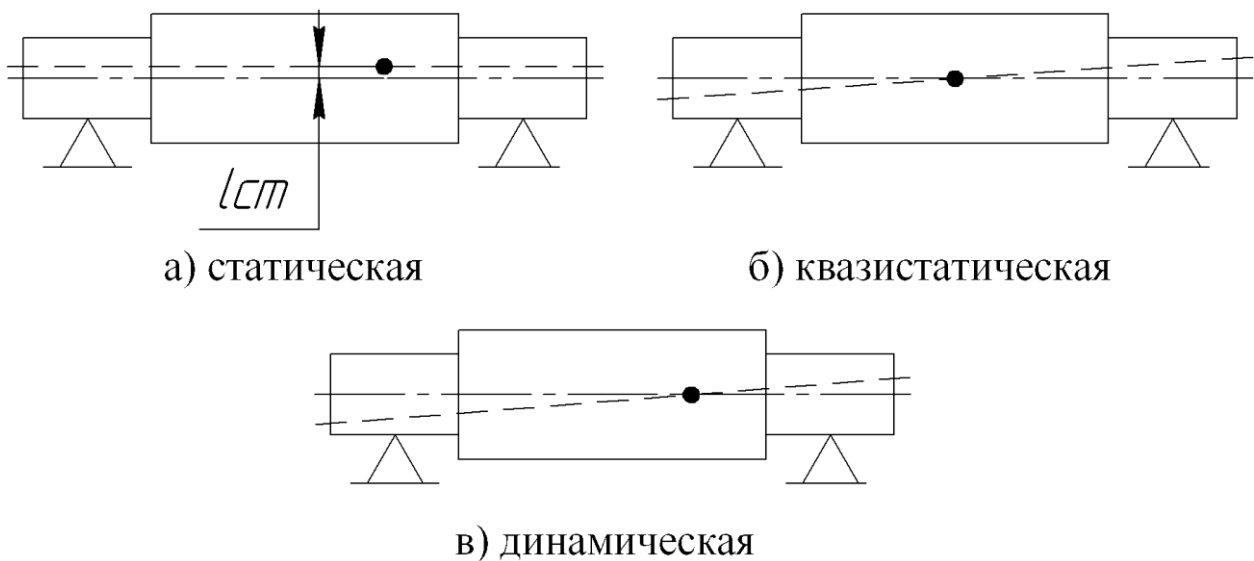 lст
а) статическая
б) квазистатическая
в) динамическая